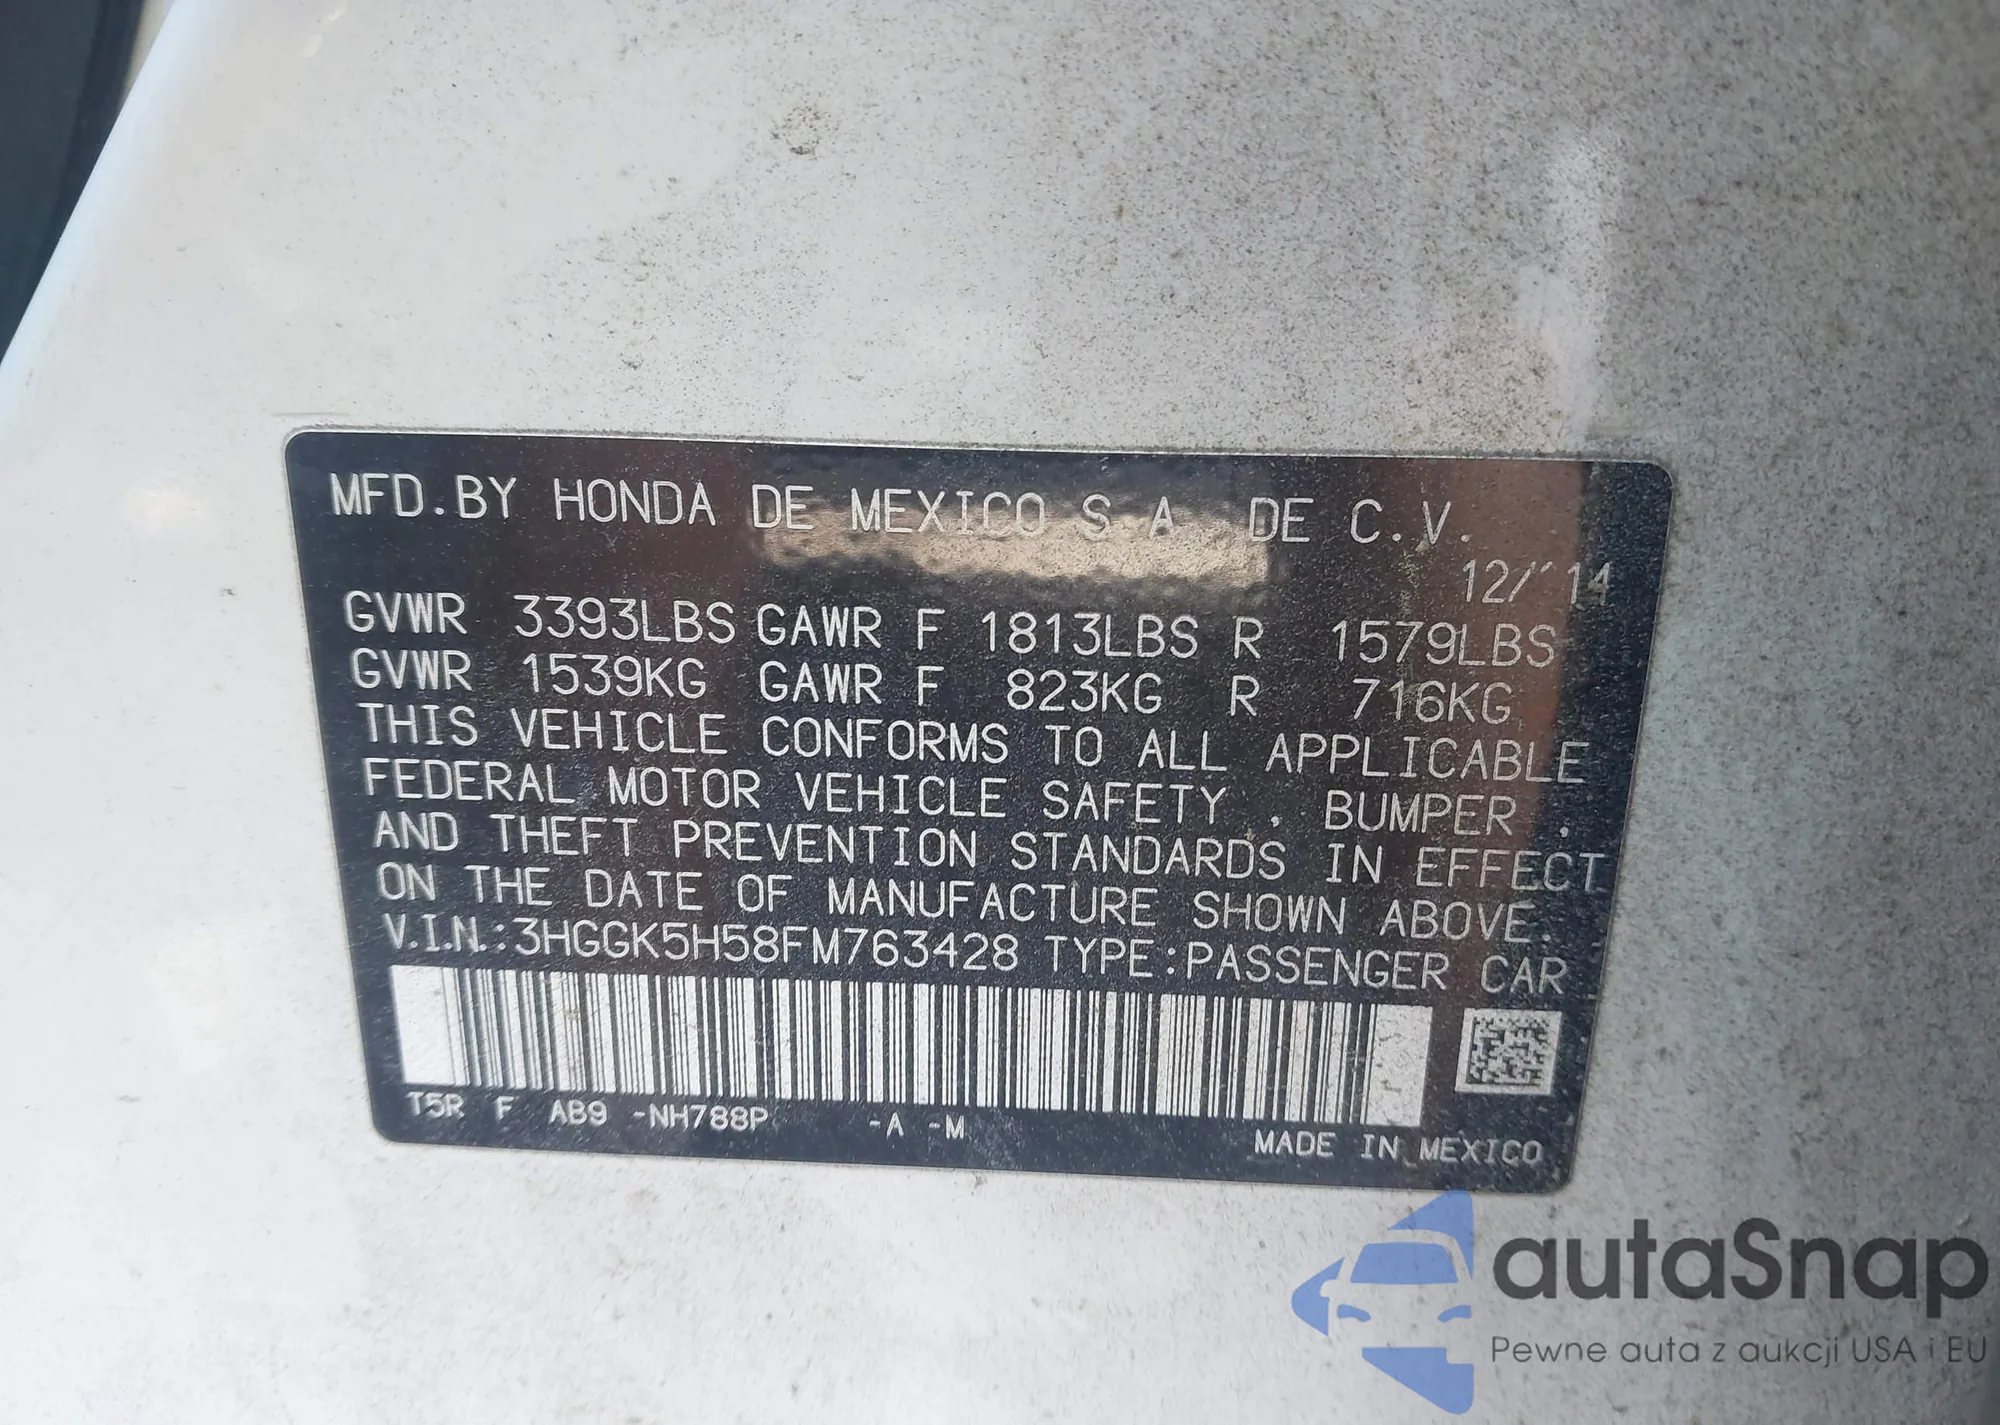 MFD.BY HONDA DE MEXICO S.A. DE C.V.
12/'14
GVWR 3393LBS GAWR F 1813LBS R 1579LBS
GVWR 1539KG GAWR F 823KG R 716KG
THIS VEHICLE CONFORMS TO ALL APPLICABLE
FEDERAL MOTOR VEHICLE SAFETY , BUMPER ,
AND THEFT PREVENTION STANDARDS IN EFFECT
ON THE DATE OF MANUFACTURE SHOWN ABOVE.
V.I.N.:3HGGK5H58FM763428 TYPE:PASSENGER CAR
T5R F AB9 -NH788P -A -M
MADE IN MEXICO
autaSnap
Pewne auta z aukcji USA i EU